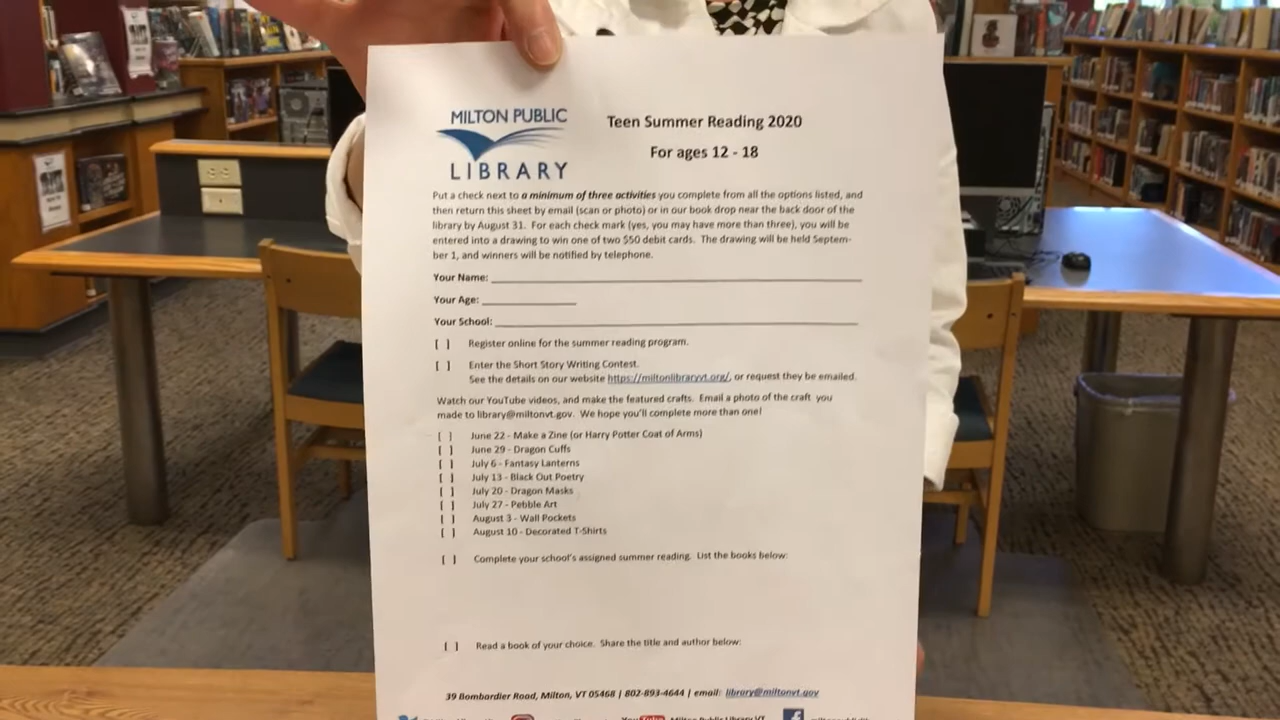 MILTON PUBLIC
LIBRARY
Teen Summer Reading 2020
For ages 12 - 18
Put a check next to a minimum of three activities you complete from all the options listed, and
then return this sheet by email (scan or photo) or in our book drop near the back door of the
library by August 31. For each check mark (yes, you may have more than three), you will be
entered into a drawing to win one of two $50 debit cards. The drawing will be held Septem-
ber 1, and winners will be notified by telephone.
Your Name:
Your Age:
Your School:
[ ] Register online for the summer reading program.
[ ] Enter the Short Story Writing Contest.
See the details on our website https://miltonlibraryvt.org/, or request they be emailed.
Watch our YouTube videos, and make the featured crafts. Email a photo of the craft you
made to library@miltonvt.gov. We hope you'll complete more than one!
[ ] June 22 - Make a Zine (or Harry Potter Coat of Arms)
[ ] June 29 - Dragon Cuffs
[ ] July 6 - Fantasy Lanterns
[ ] July 13 - Black Out Poetry
[ ] July 20 - Dragon Masks
[ ] July 27 - Pebble Art
[ ] August 3 - Wall Pockets
[ ] August 10 - Decorated T-Shirts
[ ] Complete your school's assigned summer reading. List the books below:
[ ] Read a book of your choice. Share the title and author below:
39 Bombardier Road, Milton, VT 05468 | 802-893-4644 | email: library@miltonvt.gov
YouTube Milton Public Library VT